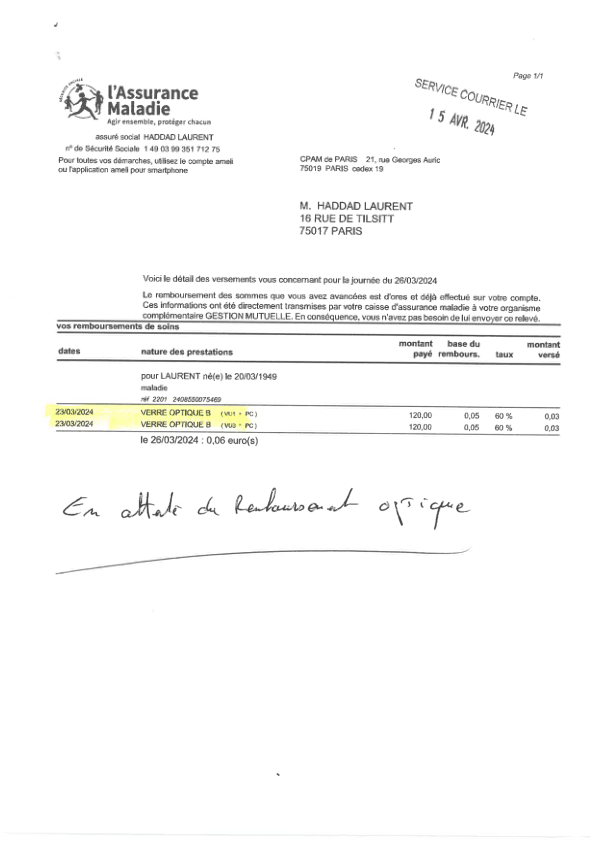 Page 1/1
SERVICE COURRIER LE
15 AVR. 2024
SÉCURITÉ SOCIALE
l'Assurance
Maladie
Agir ensemble, protéger chacun
assuré social HADDAD LAURENT
n° de Sécurité Sociale 1 49 03 99 351 712 75
Pour toutes vos démarches, utilisez le compte ameli
ou l'application ameli pour smartphone
CPAM de PARIS 21, rue Georges Auric
75019 PARIS cedex 19
M. HADDAD LAURENT
16 RUE DE TILSITT
75017 PARIS
Voici le détail des versements vous concernant pour la journée du 26/03/2024
Le remboursement des sommes que vous avez avancées est d'ores et déjà effectué sur votre compte.
Ces informations ont été directement transmises par votre caisse d'assurance maladie à votre organisme
complémentaire GESTION MUTUELLE. En conséquence, vous n'avez pas besoin de lui envoyer ce relevé.
vos remboursements de soins
dates nature des prestations montant payé base du rembours. taux montant versé
pour LAURENT né(e) le 20/03/1949
maladie
réf 2201 2408550075469
23/03/2024 VERRE OPTIQUE B (VU1 - PC) 120,00 0,05 60 % 0,03
23/03/2024 VERRE OPTIQUE B (VU2 - PC) 120,00 0,05 60 % 0,03
le 26/03/2024 : 0,06 euro(s)
En attente du Remboursement optique